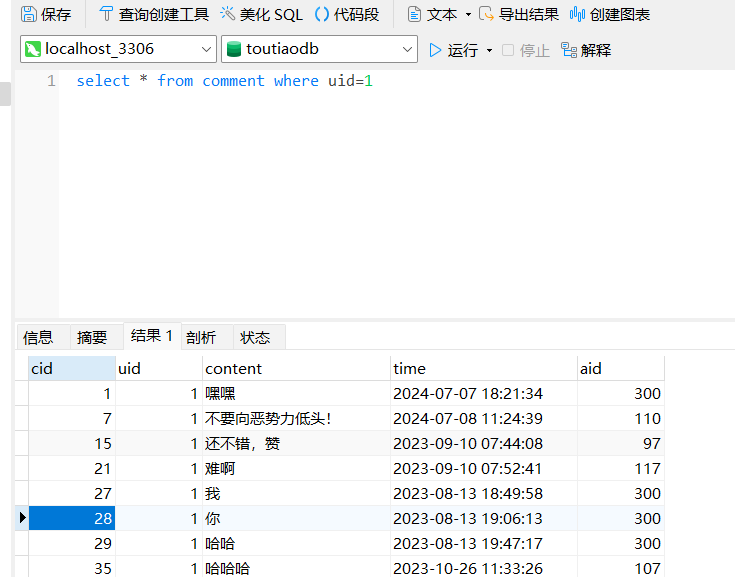 保存 查询创建工具 美化 SQL () 代码段 文本 导出结果 创建图表
localhost_3306 toutiaodb 运行 停止 解释
1 select * from comment where uid=1
信息 摘要 结果 1 剖析 状态
cid uid content time aid
1 1 嘿嘿 2024-07-07 18:21:34 300
7 1 不要向恶势力低头! 2024-07-08 11:24:39 110
15 1 还不错，赞 2023-09-10 07:44:08 97
21 1 难啊 2023-09-10 07:52:41 117
27 1 我 2023-08-13 18:49:58 300
28 1 你 2023-08-13 19:06:13 300
29 1 哈哈 2023-08-13 19:47:17 300
35 1 哈哈哈 2023-10-26 11:33:26 107